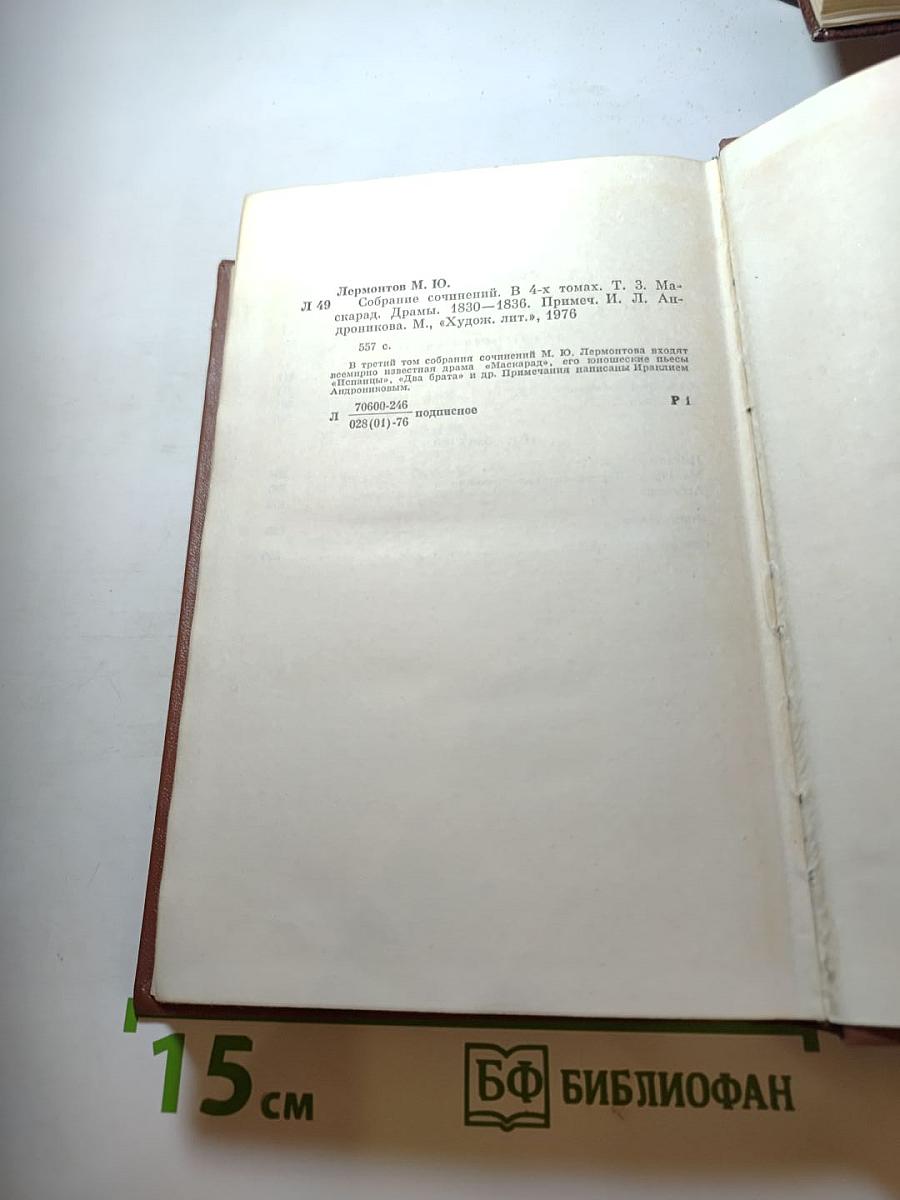 Лермонтов М. Ю.
Л 49 Собрание сочинений. В 4-х томах. Т. 3. Ма-
скарад. Драмы. 1830—1836. Примеч. И. Л. Ан-
дроникова. М., «Худож. лит.», 1976
557 с.
В третий том собрания сочинений М. Ю. Лермонтова входят
всемирно известная драма «Маскарад», его юношеские пьесы
«Испанцы», «Два брата» и др. Примечания написаны Ираклием
Андрониковым.
Л 70600-246 подписное Р 1
028(01)-76
15 см
БФ БИБЛИОФАН